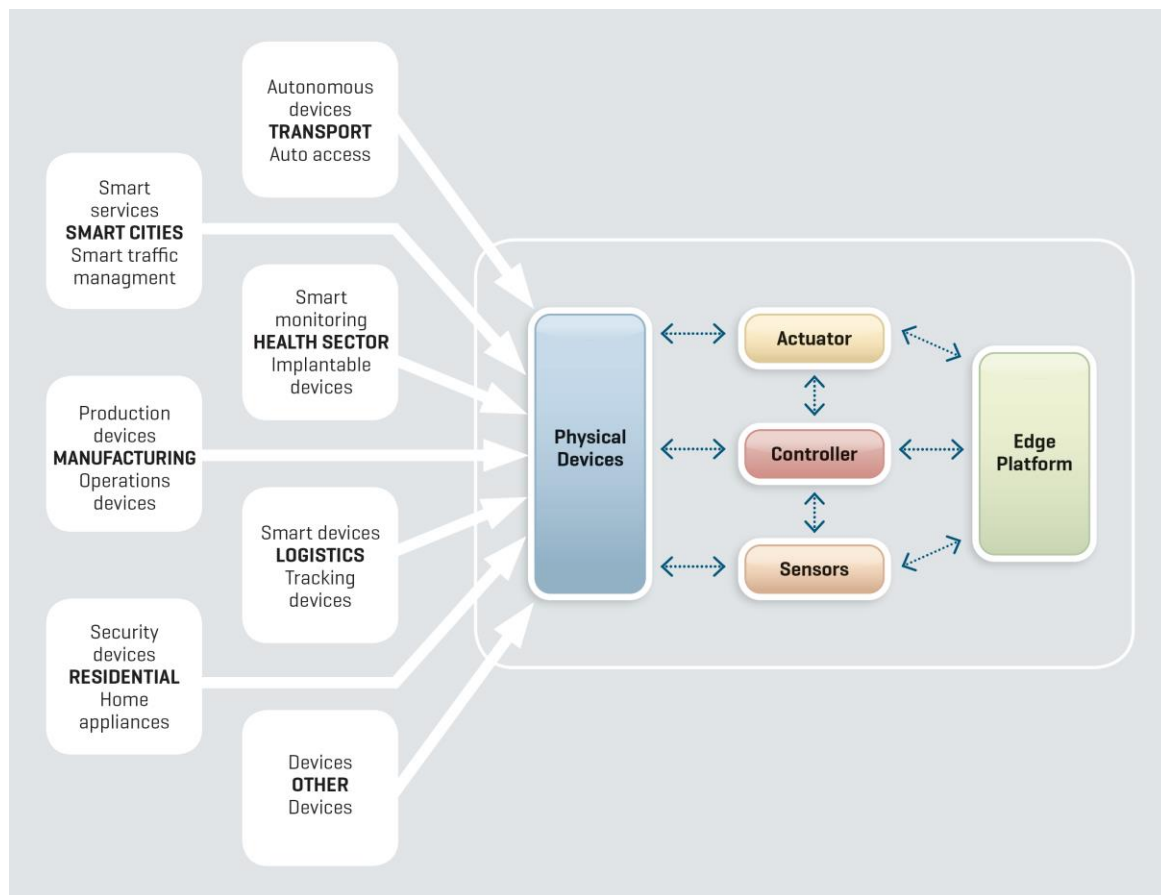 Autonomous
devices
TRANSPORT
Auto access
Smart
services
SMART CITIES
Smart traffic
managment
Smart
monitoring
HEALTH SECTOR
Implantable
devices
Production
devices
MANUFACTURING
Operations
devices
Smart devices
LOGISTICS
Tracking
devices
Security
devices
RESIDENTIAL
Home
appliances
Devices
OTHER
Devices
Physical
Devices
Actuator
Controller
Sensors
Edge
Platform